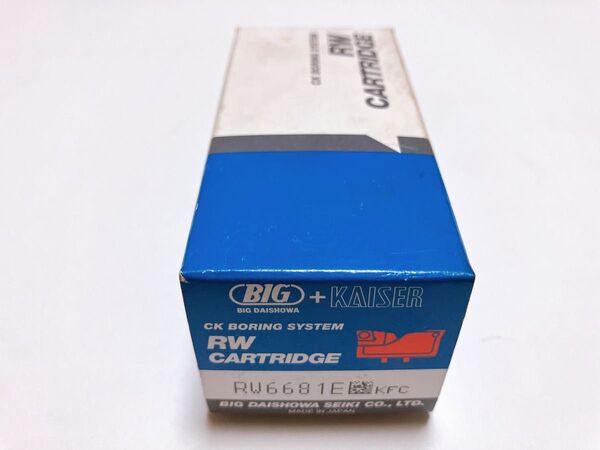 CK BORING SYSTEM
RW
CARTRIDGE
BIG + KAISER
BIG DAISHOWA
CK BORING SYSTEM
RW
CARTRIDGE
RW6681E KFC
BIG DAISHOWA SEIKI CO., LTD.
MADE IN JAPAN